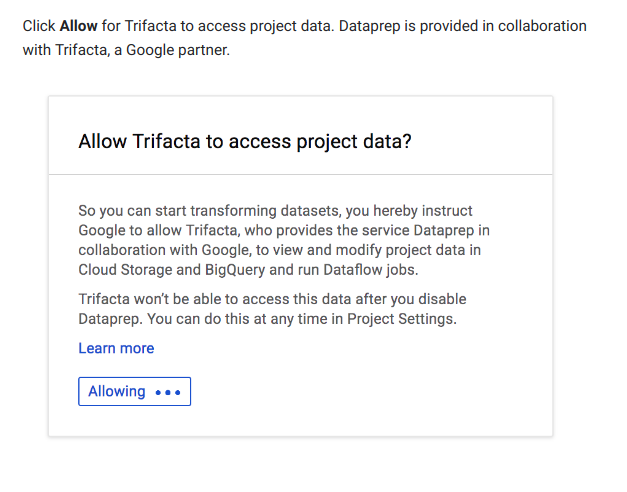 Click Allow for Trifacta to access project data. Dataprep is provided in collaboration
with Trifacta, a Google partner.
Allow Trifacta to access project data?
So you can start transforming datasets, you hereby instruct
Google to allow Trifacta, who provides the service Dataprep in
collaboration with Google, to view and modify project data in
Cloud Storage and BigQuery and run Dataflow jobs.
Trifacta won't be able to access this data after you disable
Dataprep. You can do this at any time in Project Settings.
Learn more
Allowing •••